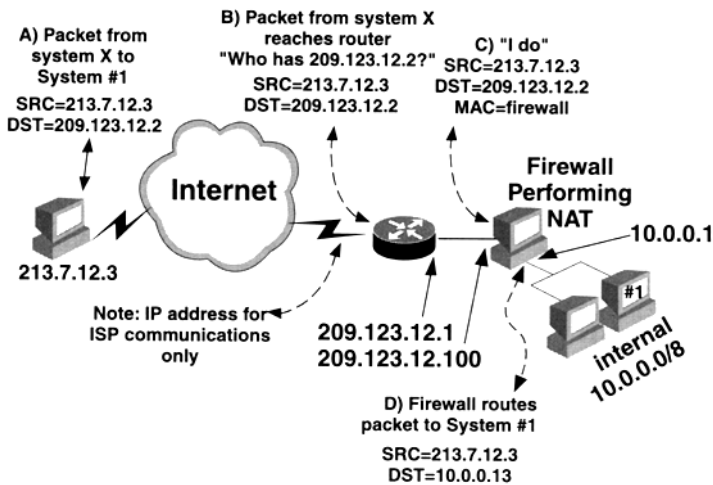 A) Packet from
system X to
System #1
SRC=213.7.12.3
DST=209.123.12.2
B) Packet from system X
reaches router
"Who has 209.123.12.2?"
SRC=213.7.12.3
DST=209.123.12.2
C) "I do"
SRC=213.7.12.3
DST=209.123.12.2
MAC=firewall
Internet
Firewall
Performing
NAT
10.0.0.1
213.7.12.3
#1
Note: IP address for
ISP communications
only
209.123.12.1
209.123.12.100
internal
10.0.0.0/8
D) Firewall routes
packet to System #1
SRC=213.7.12.3
DST=10.0.0.13